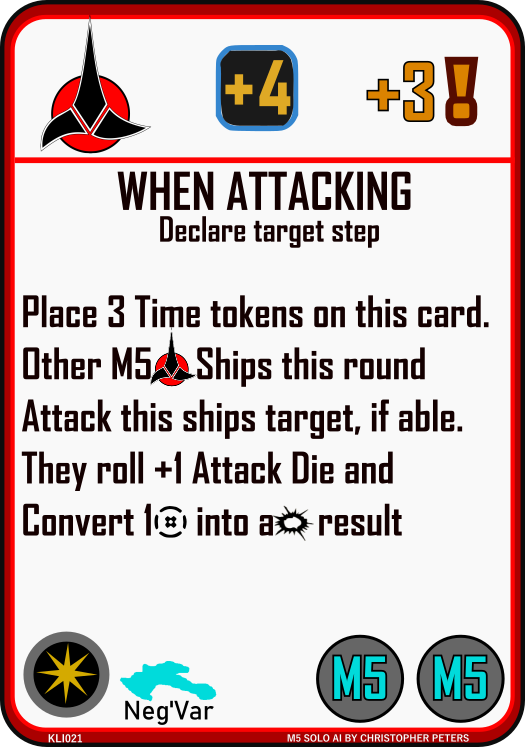 +4 +3!
WHEN ATTACKING
Declare target step
Place 3 Time tokens on this card.
Other M5 Ships this round
Attack this ships target, if able.
They roll +1 Attack Die and
Convert 1 into a result
Neg'Var M5 M5
KLI021 M5 SOLO AI BY CHRISTOPHER PETERS